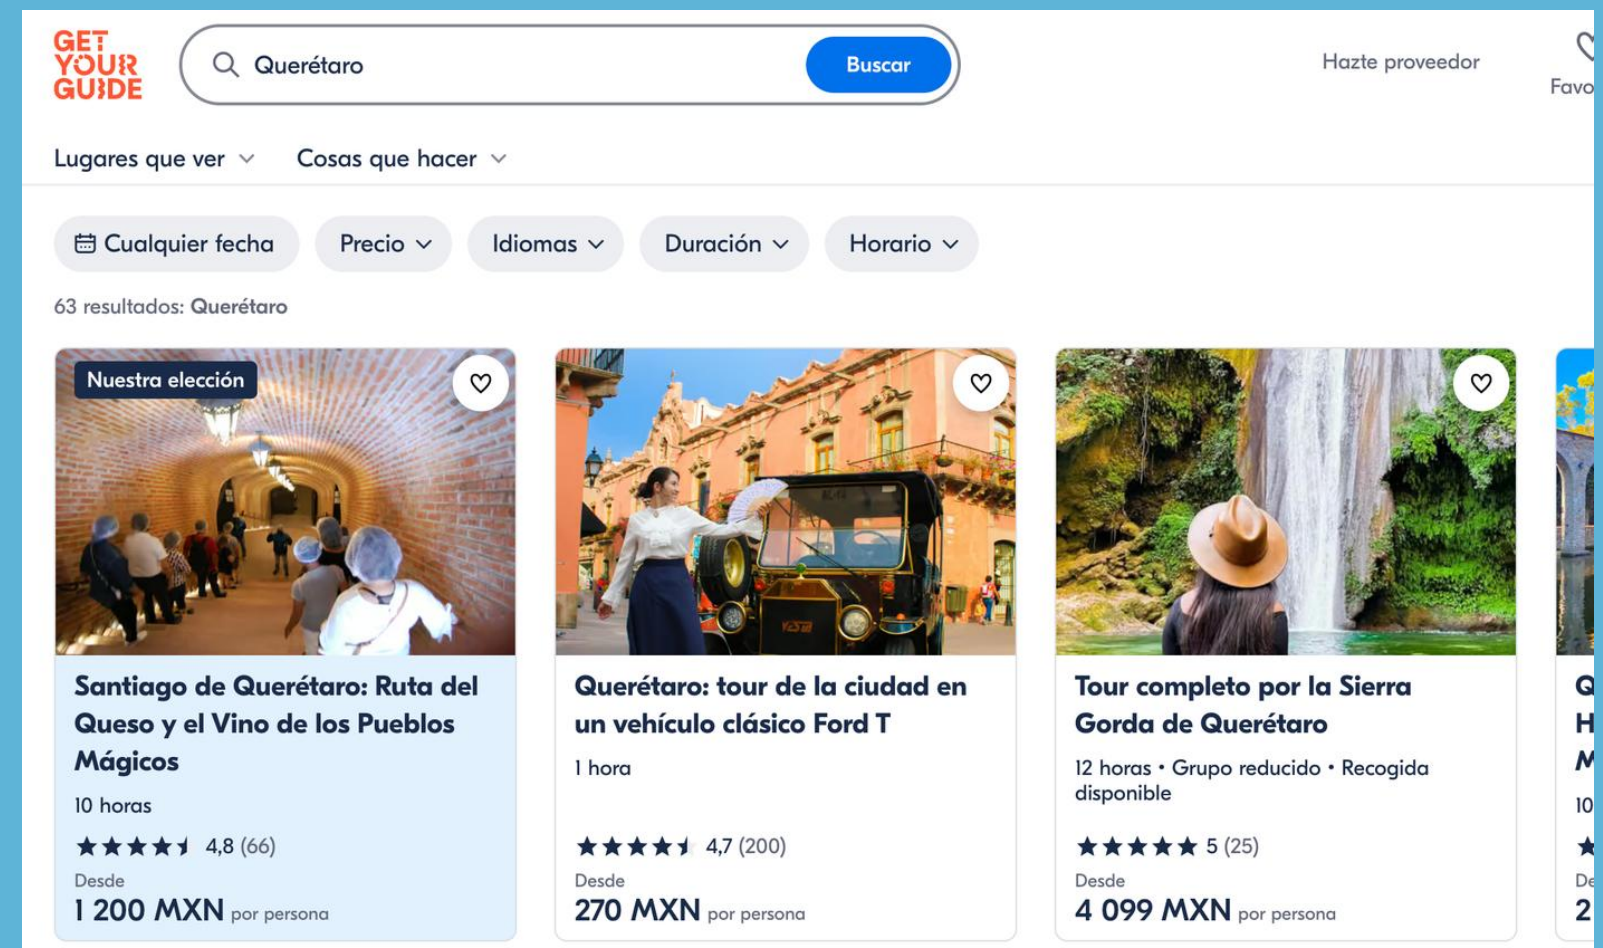 GET
YOUR
GUIDE
Querétaro
Buscar
Hazte proveedor
Favo
Lugares que ver
Cosas que hacer
Cualquier fecha
Precio
Idiomas
Duración
Horario
63 resultados: Querétaro
Nuestra elección
Santiago de Querétaro: Ruta del
Queso y el Vino de los Pueblos
Mágicos
10 horas
4,8 (66)
Desde
1 200 MXN por persona
Querétaro: tour de la ciudad en
un vehículo clásico Ford T
1 hora
4,7 (200)
Desde
270 MXN por persona
Tour completo por la Sierra
Gorda de Querétaro
12 horas • Grupo reducido • Recogida
disponible
5 (25)
Desde
4 099 MXN por persona
Q
H
M
10
De
2